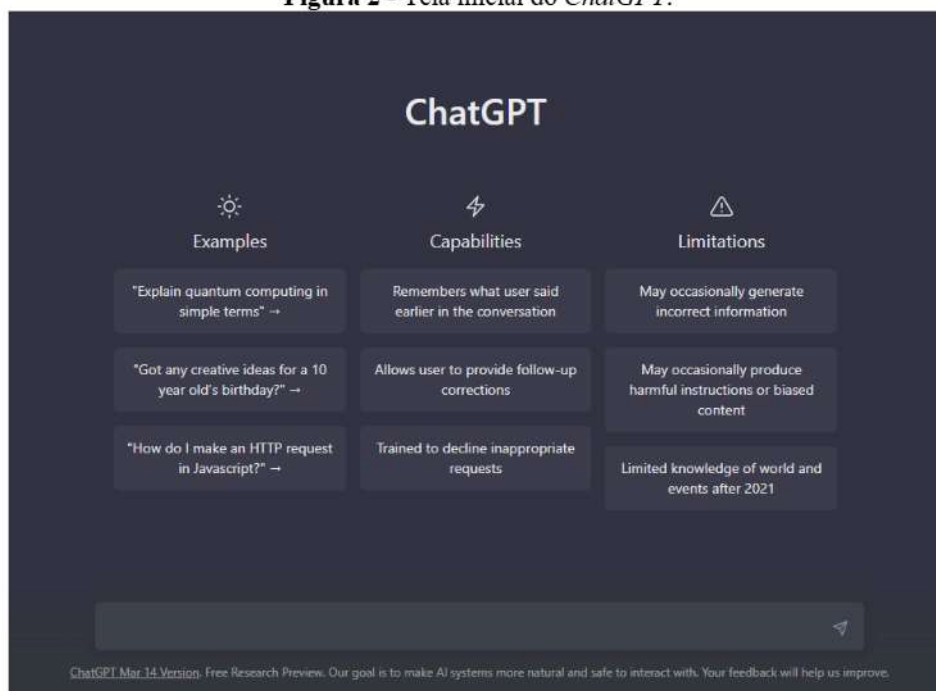 Figura 2 – Tela inicial do ChatGPT.
ChatGPT
Examples
"Explain quantum computing in
simple terms" →
"Got any creative ideas for a 10
year old's birthday?" →
"How do I make an HTTP request
in Javascript?" →
Capabilities
Remembers what user said
earlier in the conversation
Allows user to provide follow-up
corrections
Trained to decline inappropriate
requests
Limitations
May occasionally generate
incorrect information
May occasionally produce
harmful instructions or biased
content
Limited knowledge of world and
events after 2021
ChatGPT Mar 14 Version. Free Research Preview. Our goal is to make AI systems more natural and safe to interact with. Your feedback will help us improve.